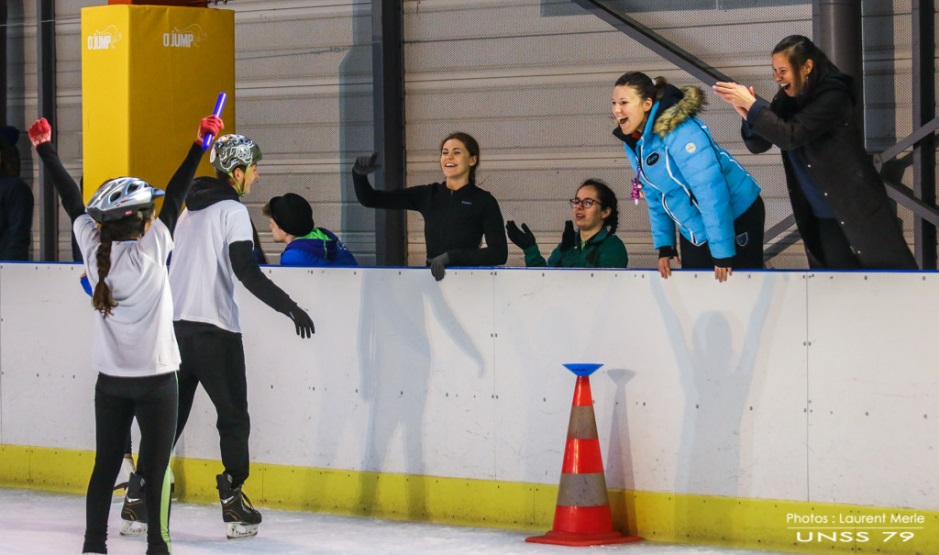 O'JUMP
O'JUMP
Photos : Laurent Merle
UNSS 79